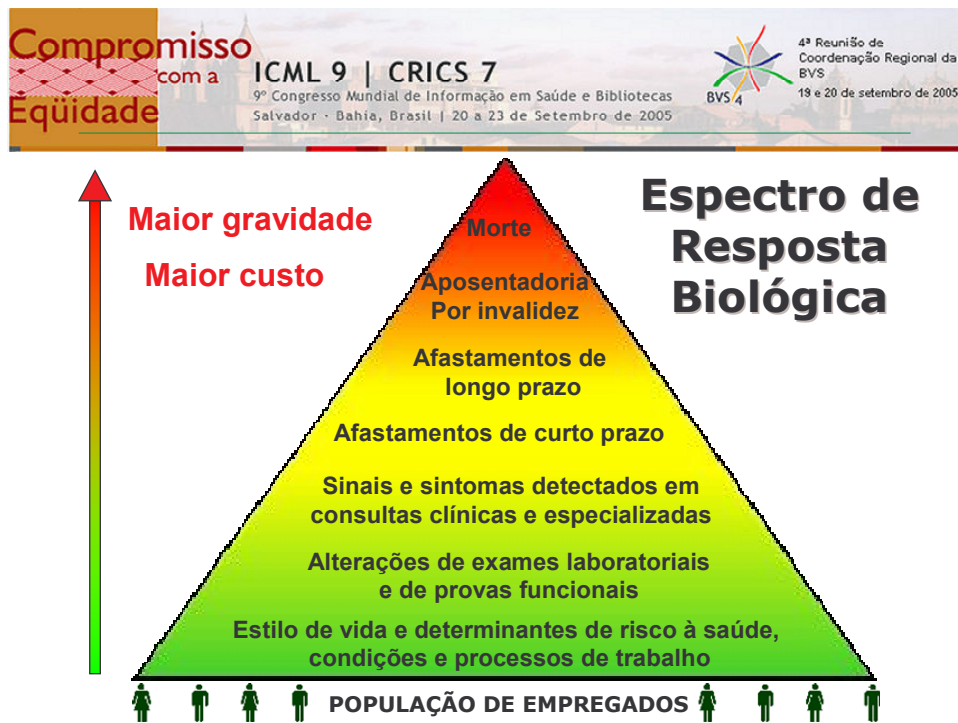 Compromisso
com a
Eqüidade
ICML 9 | CRICS 7
9º Congresso Mundial de Informação em Saúde e Bibliotecas
Salvador - Bahia, Brasil | 20 a 23 de Setembro de 2005
BVS 4
4ª Reunião de
Coordenação Regional da
BVS
19 e 20 de setembro de 2005
Maior gravidade
Maior custo
Espectro de
Resposta
Biológica
Morte
Aposentadoria
Por invalidez
Afastamentos de
longo prazo
Afastamentos de curto prazo
Sinais e sintomas detectados em
consultas clínicas e especializadas
Alterações de exames laboratoriais
e de provas funcionais
Estilo de vida e determinantes de risco à saúde,
condições e processos de trabalho
POPULAÇÃO DE EMPREGADOS